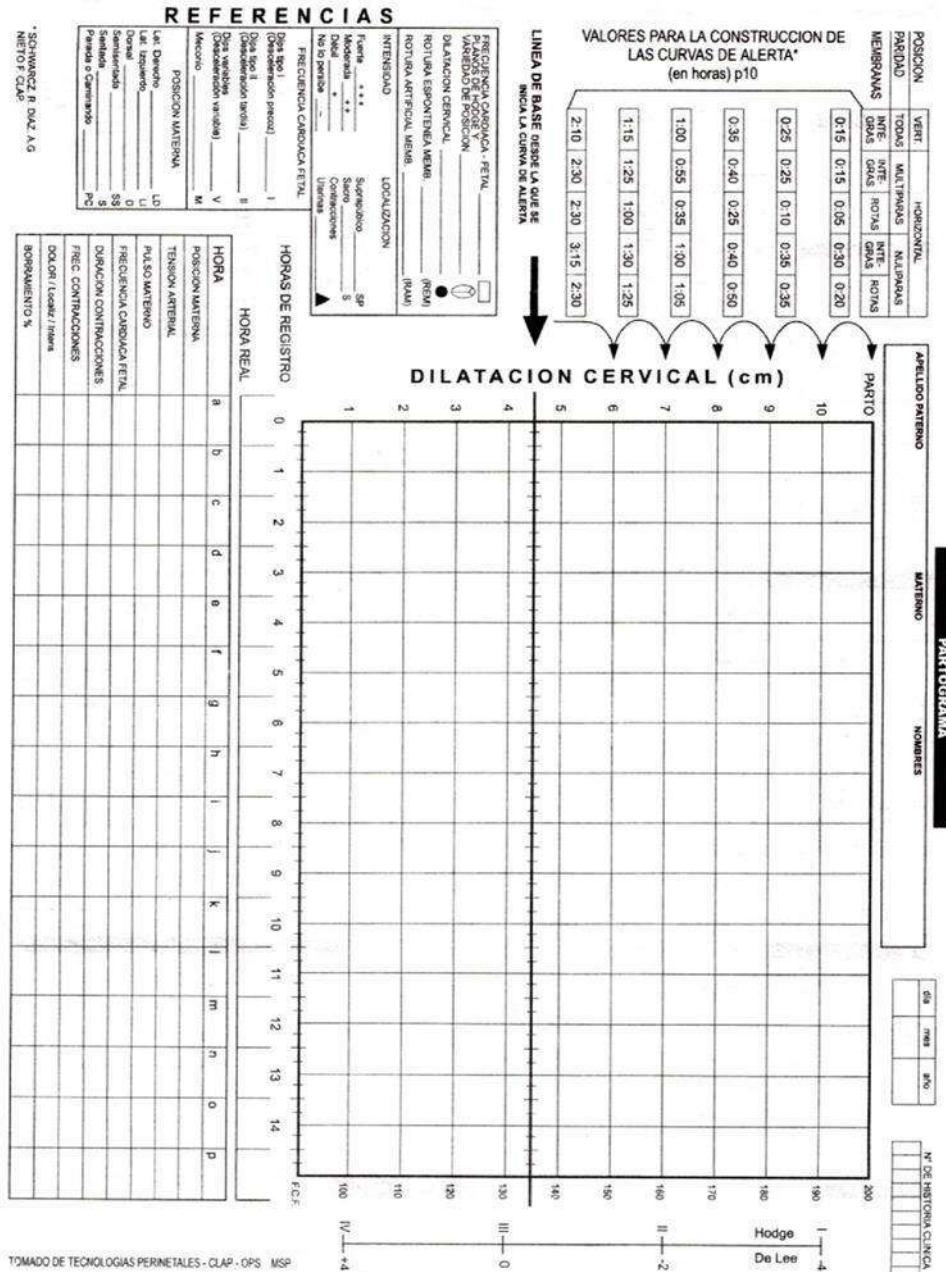 PARTOGRAMA
APELLIDO PATERNO MATERNO NOMBRES
día mes año
N° DE HISTORIA CLINICA
VALORES PARA LA CONSTRUCCION DE
LAS CURVAS DE ALERTA*
(en horas) p10
POSICION VERT. HORIZONTAL
PARIDAD TODAS MULTIPARAS NULIPARAS
MEMBRANAS INTE-GRAS INTE-GRAS ROTAS INTE-GRAS ROTAS
0:15 0:15 0:05 0:30 0:20
0:25 0:25 0:10 0:35 0:35
0:35 0:40 0:25 0:40 0:50
1:00 0:55 0:35 1:00 1:05
1:15 1:25 1:00 1:30 1:25
2:10 2:30 2:30 3:15 2:30
LINEA DE BASE DESDE LA QUE SE
INICIA LA CURVA DE ALERTA
REFERENCIAS
FRECUENCIA CARDIACA - FETAL
PLANOS DE HODGE Y
VARIEDAD DE POSICION
DILATACION CERVICAL
ROTURA ESPONTENEA MEMB (REM)
ROTURA ARTIFICIAL MEMB. (RAM)
INTENSIDAD LOCALIZACION
Fuerte +++ Suprapúbico SP
Moderada ++ Sacro S
Débil + Contracciones
No lo percibe - Uterinas
FRECUENCIA CARDIACA FETAL
Dips tipo I I
(Desceleración precoz)
Dips tipo II II
(Desceleración tardía)
Dips variables V
(Desceleración variable)
Meconio M
POSICION MATERNA
Lat. Derecho LD
Lat. Izquierdo LI
Dorsal D
Semisentada SS
Sentada S
Parada o Caminando PC
*SCHWARCZ R. DIAZ. A.G
NIETO F. CLAP.
DILATACION CERVICAL (cm)
PARTO
10
9
8
7
6
5
4
3
2
1
200
190
180
170
160
150
140
130
120
110
100
F.C.F.
Hodge I II III IV
De Lee -4 -2 0 +4
HORAS DE REGISTRO 0 1 2 3 4 5 6 7 8 9 10 11 12 13 14
HORA REAL
HORA a b c d e f g h i j k l m n o p
POSICION MATERNA
TENSION ARTERIAL
PULSO MATERNO
FRECUENCIA CARDIACA FETAL
DURACION CONTRACCIONES
FREC. CONTRACCIONES
DOLOR / Localiz / Intens
BORRAMIENTO %
TOMADO DE TECNOLOGIAS PERINETALES - CLAP - OPS MSP